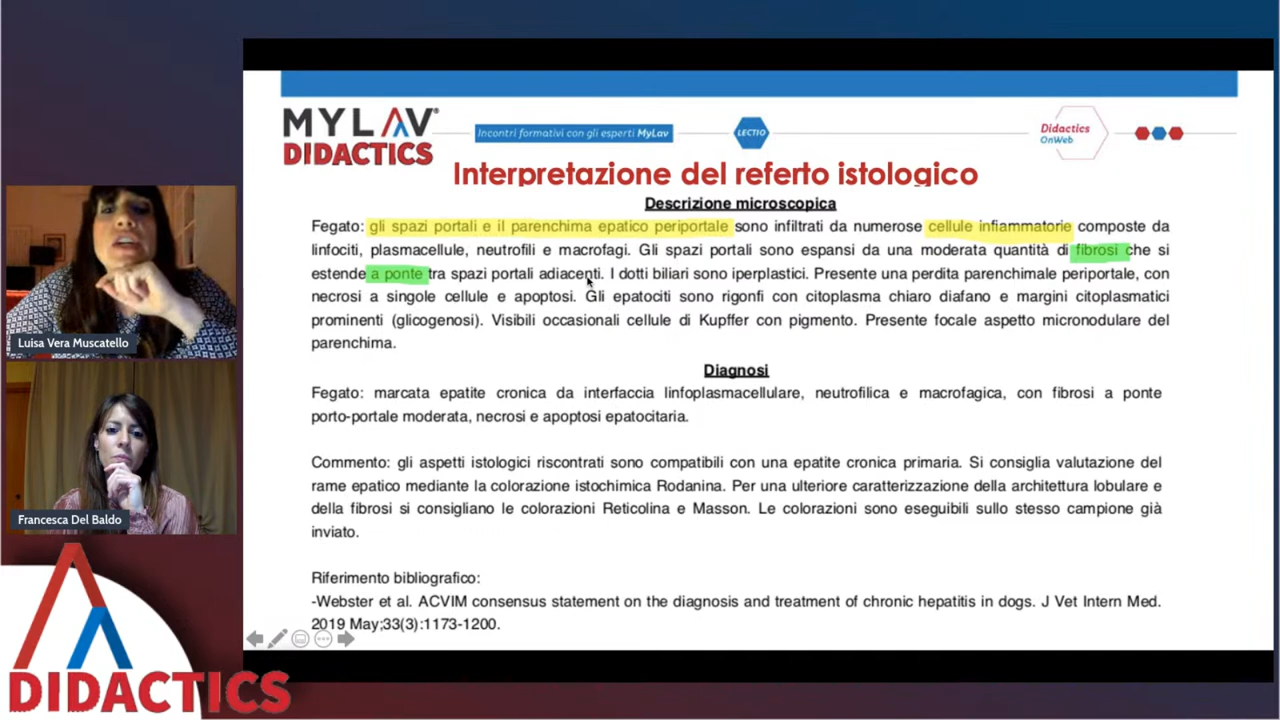 MYLAV®
DIDACTICS
Incontri formativi con gli esperti MyLav
LECTIO
Didactics
OnWeb
Interpretazione del referto istologico
Descrizione microscopica
Fegato: gli spazi portali e il parenchima epatico periportale sono infiltrati da numerose cellule infiammatorie composte da
linfociti, plasmacellule, neutrofili e macrofagi. Gli spazi portali sono espansi da una moderata quantità di fibrosi che si
estende a ponte tra spazi portali adiacenti. I dotti biliari sono iperplastici. Presente una perdita parenchimale periportale, con
necrosi a singole cellule e apoptosi. Gli epatociti sono rigonfi con citoplasma chiaro diafano e margini citoplasmatici
prominenti (glicogenosi). Visibili occasionali cellule di Kupffer con pigmento. Presente focale aspetto micronodulare del
parenchima.
Diagnosi
Fegato: marcata epatite cronica da interfaccia linfoplasmacellulare, neutrofilica e macrofagica, con fibrosi a ponte
porto-portale moderata, necrosi e apoptosi epatocitaria.
Commento: gli aspetti istologici riscontrati sono compatibili con una epatite cronica primaria. Si consiglia valutazione del
rame epatico mediante la colorazione istochimica Rodanina. Per una ulteriore caratterizzazione della architettura lobulare e
della fibrosi si consigliano le colorazioni Reticolina e Masson. Le colorazioni sono eseguibili sullo stesso campione già
inviato.
Riferimento bibliografico:
-Webster et al. ACVIM consensus statement on the diagnosis and treatment of chronic hepatitis in dogs. J Vet Intern Med.
2019 May;33(3):1173-1200.
Luisa Vera Muscatello
Francesca Del Baldo
DIDACTICS